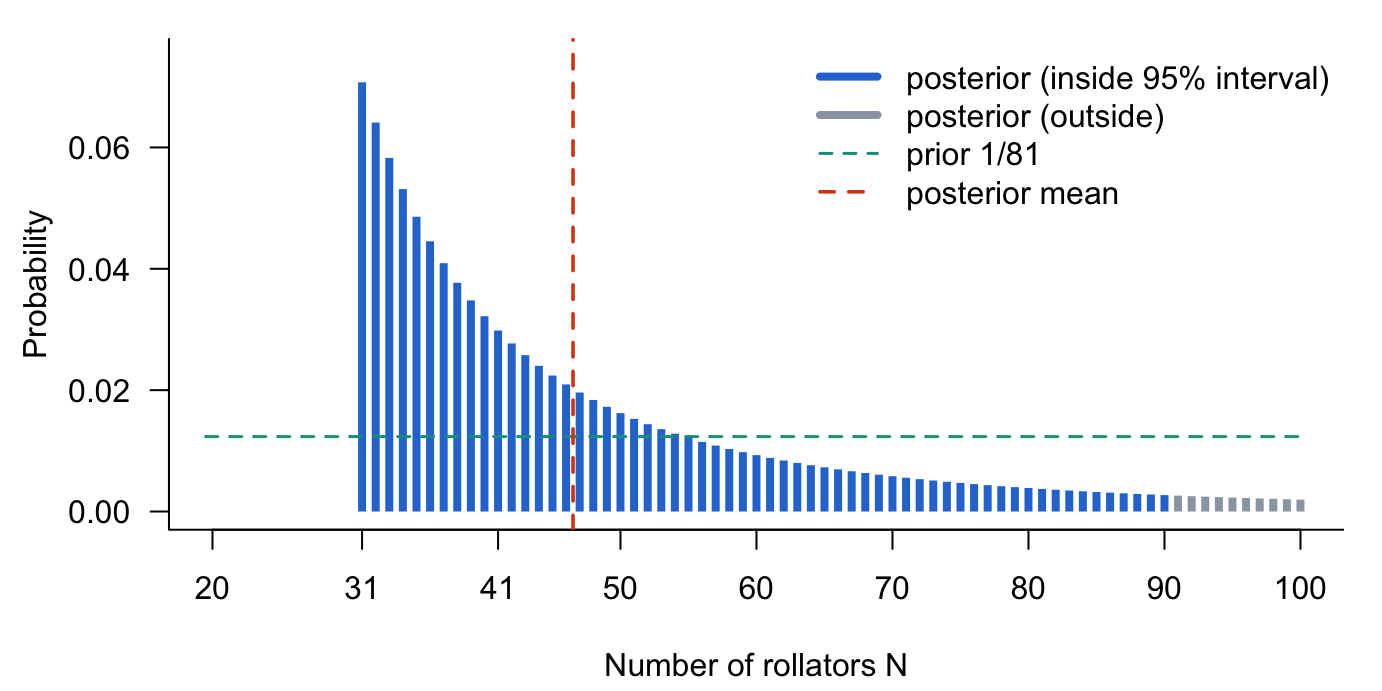 posterior (inside 95% interval)
posterior (outside)
prior 1/81
posterior mean
Probability
0.06
0.04
0.02
0.00
20 31 41 50 60 70 80 90 100
Number of rollators N